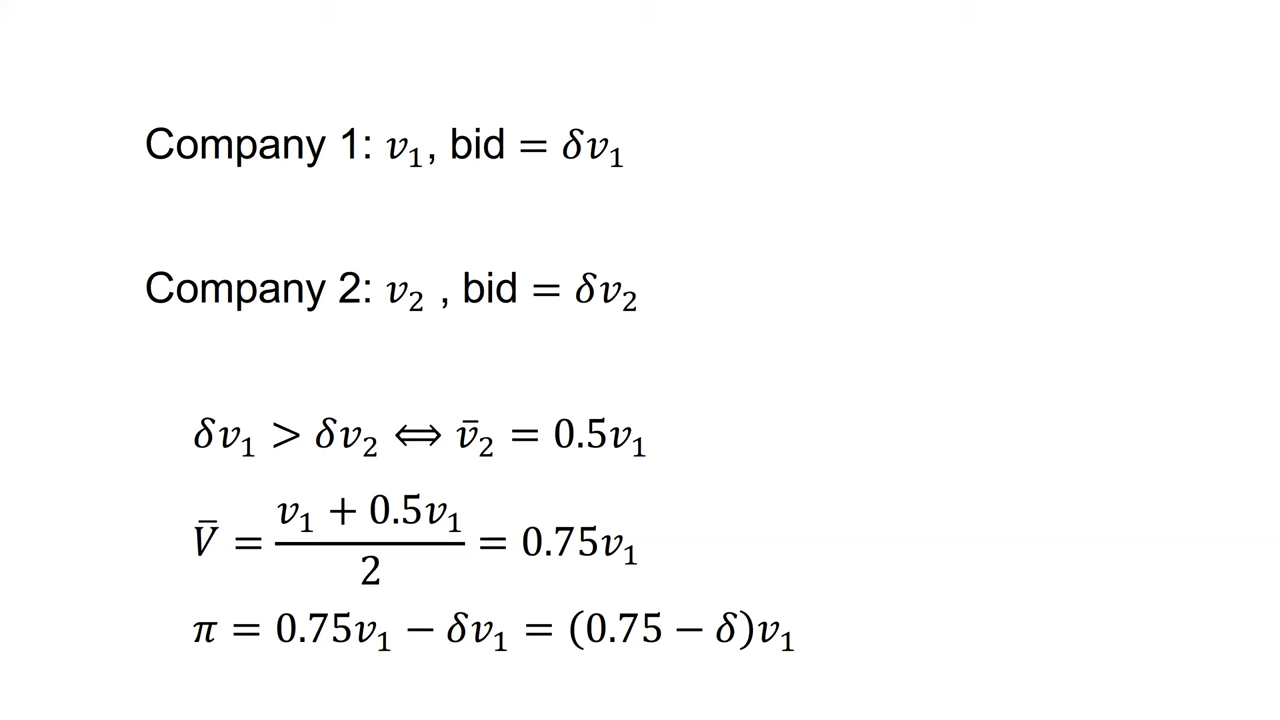 Company 1: 𝑣₁, bid = 𝛿𝑣₁
Company 2: 𝑣₂ , bid = 𝛿𝑣₂
𝛿𝑣₁ > 𝛿𝑣₂ ⟺ 𝑣̅₂ = 0.5𝑣₁
𝑉̅ = (𝑣₁ + 0.5𝑣₁)/2 = 0.75𝑣₁
𝜋 = 0.75𝑣₁ − 𝛿𝑣₁ = (0.75 − 𝛿)𝑣₁